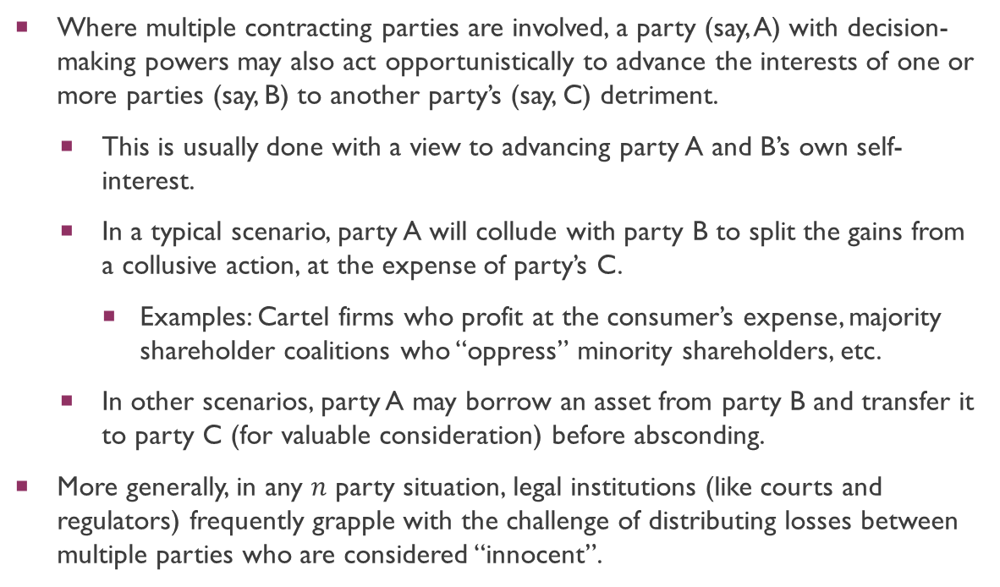 Where multiple contracting parties are involved, a party (say, A) with decision-
making powers may also act opportunistically to advance the interests of one or
more parties (say, B) to another party’s (say, C) detriment.
This is usually done with a view to advancing party A and B’s own self-
interest.
In a typical scenario, party A will collude with party B to split the gains from
a collusive action, at the expense of party’s C.
Examples: Cartel firms who profit at the consumer’s expense, majority
shareholder coalitions who “oppress” minority shareholders, etc.
In other scenarios, party A may borrow an asset from party B and transfer it
to party C (for valuable consideration) before absconding.
More generally, in any n party situation, legal institutions (like courts and
regulators) frequently grapple with the challenge of distributing losses between
multiple parties who are considered “innocent”.